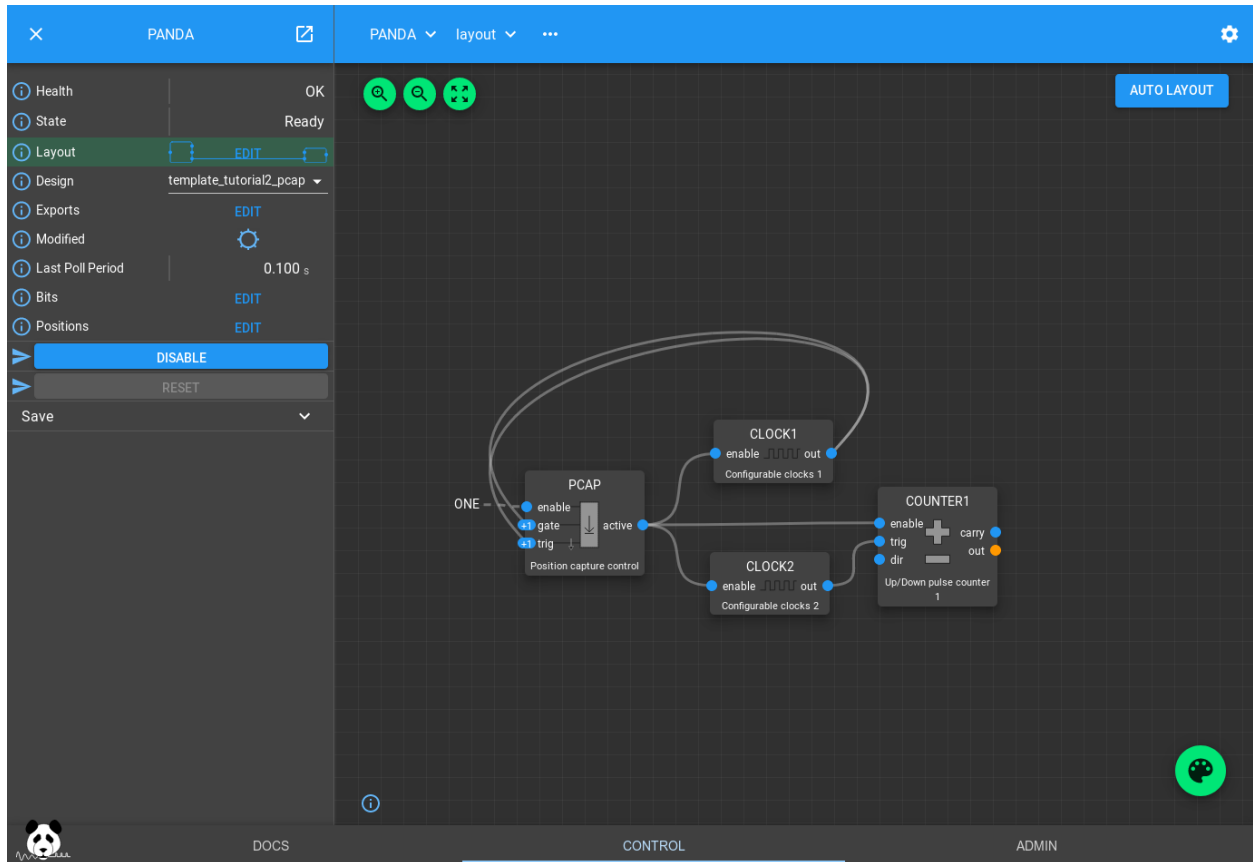 PANDA
PANDA layout
Health OK
State Ready
Layout EDIT
Design template_tutorial2_pcap
Exports EDIT
Modified
Last Poll Period 0.100 s
Bits EDIT
Positions EDIT
DISABLE
RESET
Save
AUTO LAYOUT
CLOCK1
enable out
Configurable clocks 1
PCAP
ONE
enable
+1 gate active
+1 trig
Position capture control
COUNTER1
enable
carry
trig
out
dir
Up/Down pulse counter
1
CLOCK2
enable out
Configurable clocks 2
DOCS CONTROL ADMIN